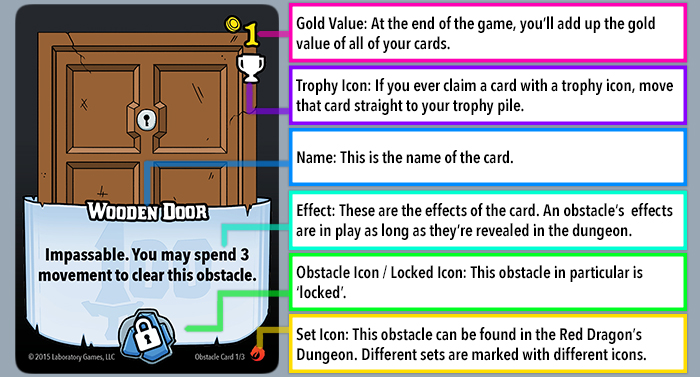 1
Gold Value: At the end of the game, you'll add up the gold
value of all of your cards.
Trophy Icon: If you ever claim a card with a trophy icon, move
that card straight to your trophy pile.
Name: This is the name of the card.
WOODEN DOOR
Effect: These are the effects of the card. An obstacle's effects
are in play as long as they're revealed in the dungeon.
Impassable. You may spend 3
movement to clear this obstacle.
Obstacle Icon / Locked Icon: This obstacle in particular is
'locked'.
Set Icon: This obstacle can be found in the Red Dragon's
Dungeon. Different sets are marked with different icons.
© 2015 Laboratory Games, LLC
Obstacle Card 1/3